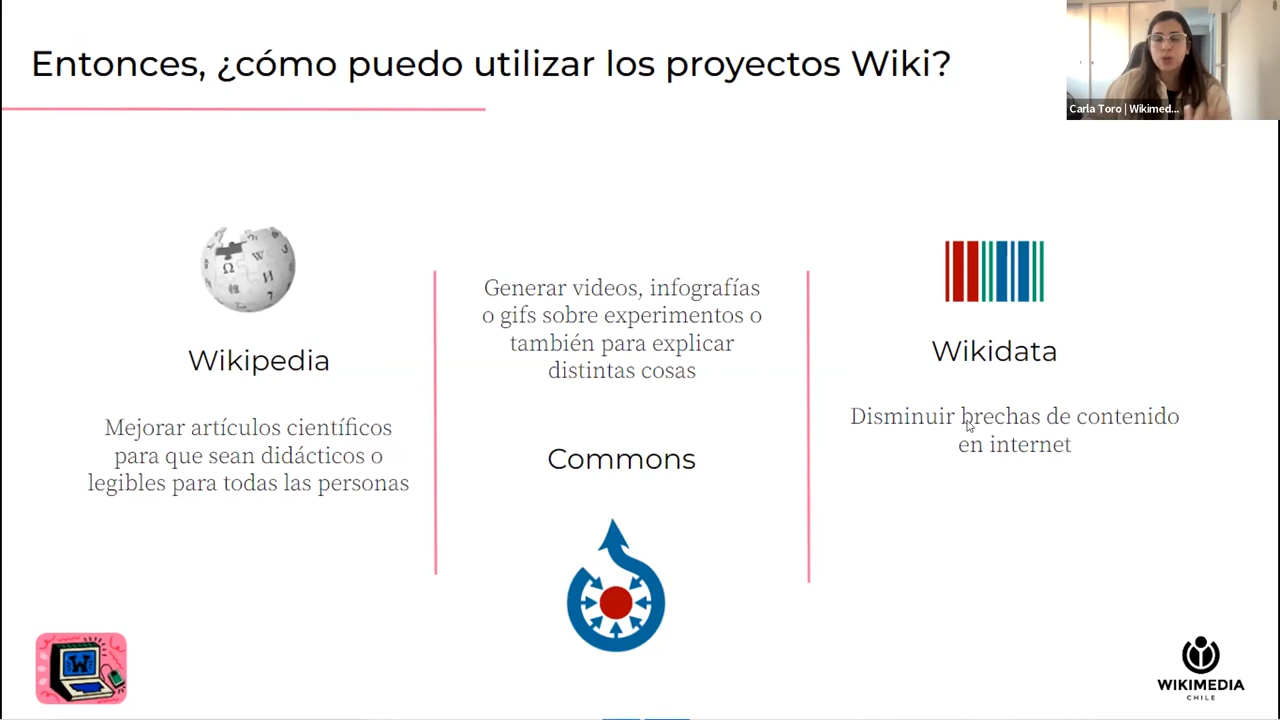 Entonces, ¿cómo puedo utilizar los proyectos Wiki?
Carla Toro | Wikimed...
Wikipedia
Mejorar artículos científicos
para que sean didácticos o
legibles para todas las personas
Generar videos, infografías
o gifs sobre experimentos o
también para explicar
distintas cosas
Commons
Wikidata
Disminuir brechas de contenido
en internet
W
Ω
W
И
WIKIMEDIA
CHILE